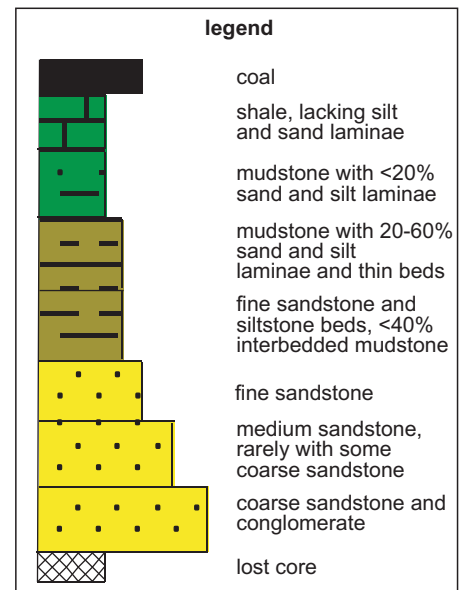 legend
coal
shale, lacking silt
and sand laminae
mudstone with <20%
sand and silt laminae
mudstone with 20-60%
sand and silt
laminae and thin beds
fine sandstone and
siltstone beds, <40%
interbedded mudstone
fine sandstone
medium sandstone,
rarely with some
coarse sandstone
coarse sandstone and
conglomerate
lost core